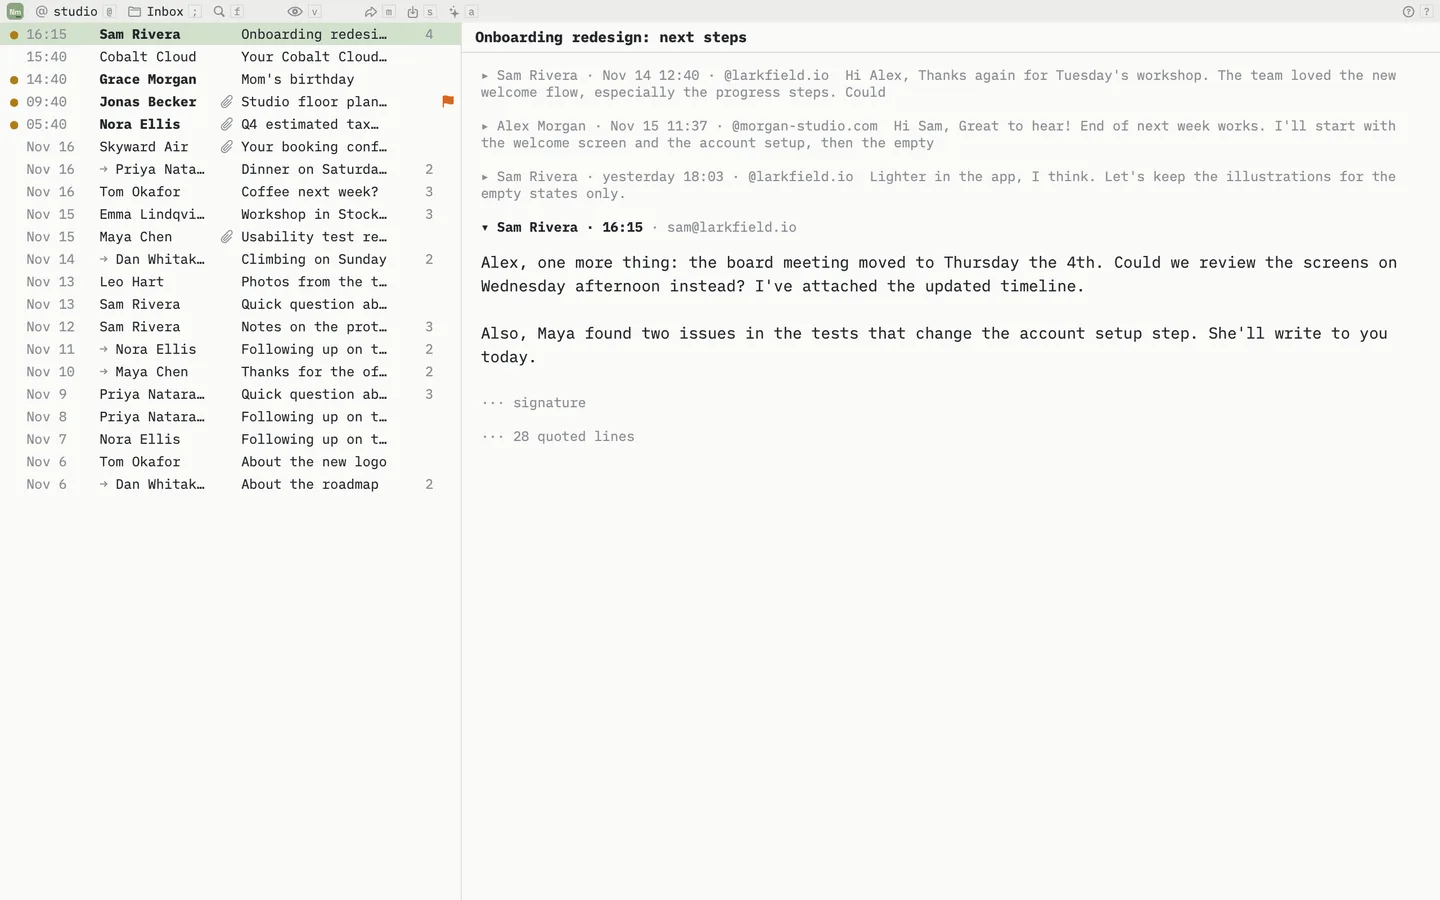 Nm @ studio @ Inbox ; f v m s a ? ?
16:15 Sam Rivera Onboarding redesi… 4
15:40 Cobalt Cloud Your Cobalt Cloud…
14:40 Grace Morgan Mom's birthday
09:40 Jonas Becker Studio floor plan…
05:40 Nora Ellis Q4 estimated tax…
Nov 16 Skyward Air Your booking conf…
Nov 16 → Priya Nata… Dinner on Saturda… 2
Nov 16 Tom Okafor Coffee next week? 3
Nov 15 Emma Lindqvi… Workshop in Stock… 3
Nov 15 Maya Chen Usability test re…
Nov 14 → Dan Whitak… Climbing on Sunday 2
Nov 13 Leo Hart Photos from the t…
Nov 13 Sam Rivera Quick question ab…
Nov 12 Sam Rivera Notes on the prot… 3
Nov 11 → Nora Ellis Following up on t… 2
Nov 10 → Maya Chen Thanks for the of… 2
Nov 9 Priya Natara… Quick question ab… 3
Nov 8 Priya Natara… Following up on t…
Nov 7 Nora Ellis Following up on t…
Nov 6 Tom Okafor About the new logo
Nov 6 → Dan Whitak… About the roadmap 2
Onboarding redesign: next steps
▸ Sam Rivera · Nov 14 12:40 · @larkfield.io Hi Alex, Thanks again for Tuesday's workshop. The team loved the new
welcome flow, especially the progress steps. Could
▸ Alex Morgan · Nov 15 11:37 · @morgan-studio.com Hi Sam, Great to hear! End of next week works. I'll start with
the welcome screen and the account setup, then the empty
▸ Sam Rivera · yesterday 18:03 · @larkfield.io Lighter in the app, I think. Let's keep the illustrations for the
empty states only.
▾ Sam Rivera · 16:15 · sam@larkfield.io
Alex, one more thing: the board meeting moved to Thursday the 4th. Could we review the screens on
Wednesday afternoon instead? I've attached the updated timeline.
Also, Maya found two issues in the tests that change the account setup step. She'll write to you
today.
··· signature
··· 28 quoted lines